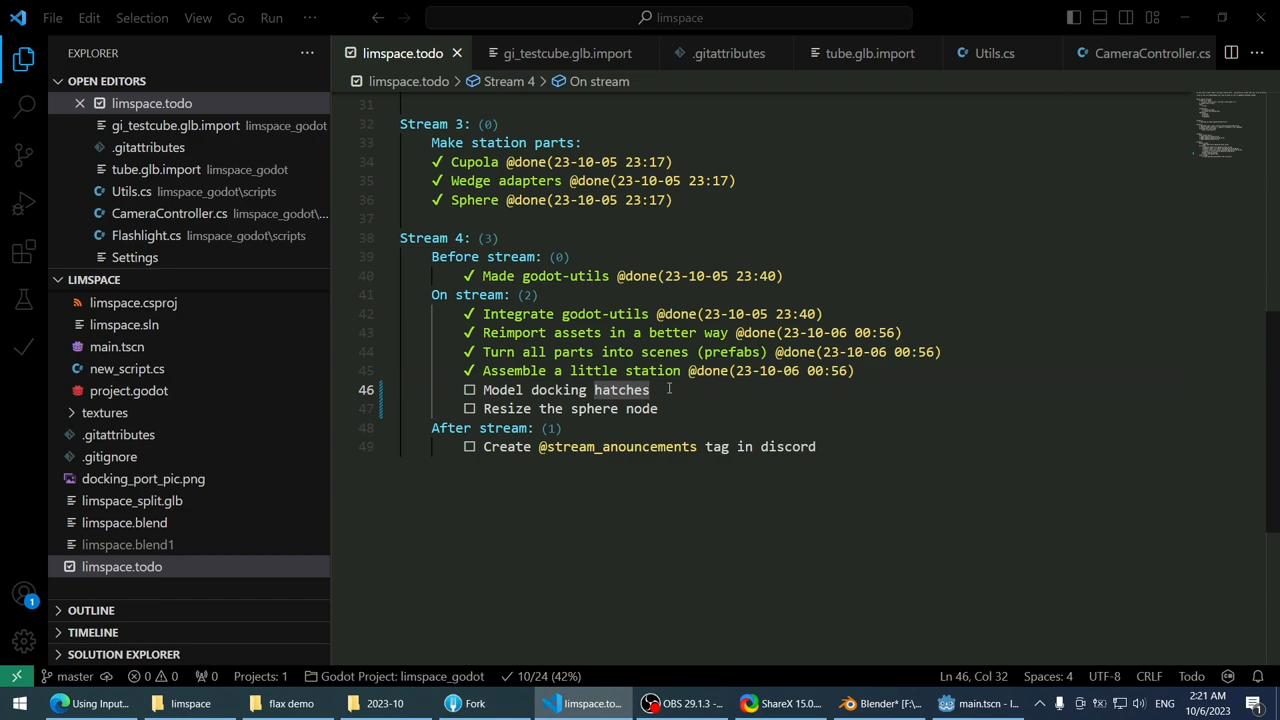 File Edit Selection View Go Run ··· limspace
EXPLORER ···
limspace.todo gi_testcube.glb.import .gitattributes tube.glb.import Utils.cs CameraController.cs
OPEN EDITORS
limspace.todo > Stream 4 > On stream
limspace.todo
gi_testcube.glb.import limspace_godot
.gitattributes
tube.glb.import limspace_godot
Utils.cs limspace_godot\scripts
CameraController.cs limspace_godot\...
Flashlight.cs limspace_godot\scripts
Settings
LIMSPACE
limspace.csproj
limspace.sln
main.tscn
new_script.cs
project.godot
textures
.gitattributes
.gitignore
docking_port_pic.png
limspace_split.glb
limspace.blend
limspace.blend1
limspace.todo
OUTLINE
TIMELINE
SOLUTION EXPLORER
31
32 Stream 3: (0)
33 Make station parts:
34 ✓ Cupola @done(23-10-05 23:17)
35 ✓ Wedge adapters @done(23-10-05 23:17)
36 ✓ Sphere @done(23-10-05 23:17)
37
38 Stream 4: (3)
39 Before stream: (0)
40 ✓ Made godot-utils @done(23-10-05 23:40)
41 On stream: (2)
42 ✓ Integrate godot-utils @done(23-10-05 23:40)
43 ✓ Reimport assets in a better way @done(23-10-06 00:56)
44 ✓ Turn all parts into scenes (prefabs) @done(23-10-06 00:56)
45 ✓ Assemble a little station @done(23-10-06 00:56)
46 ☐ Model docking hatches
47 ☐ Resize the sphere node
48 After stream: (1)
49 ☐ Create @stream_anouncements tag in discord
1
master 0 0 0 Projects: 1 Godot Project: limspace_godot ✓ 10/24 (42%) Ln 46, Col 32 Spaces: 4 UTF-8 CRLF Todo
Using Input... limspace flax demo 2023-10 Fork limspace.to... OBS 29.1.3 -... ShareX 15.0... Blender* [F:\... main.tscn - l... ENG 2:21 AM
10/6/2023 1